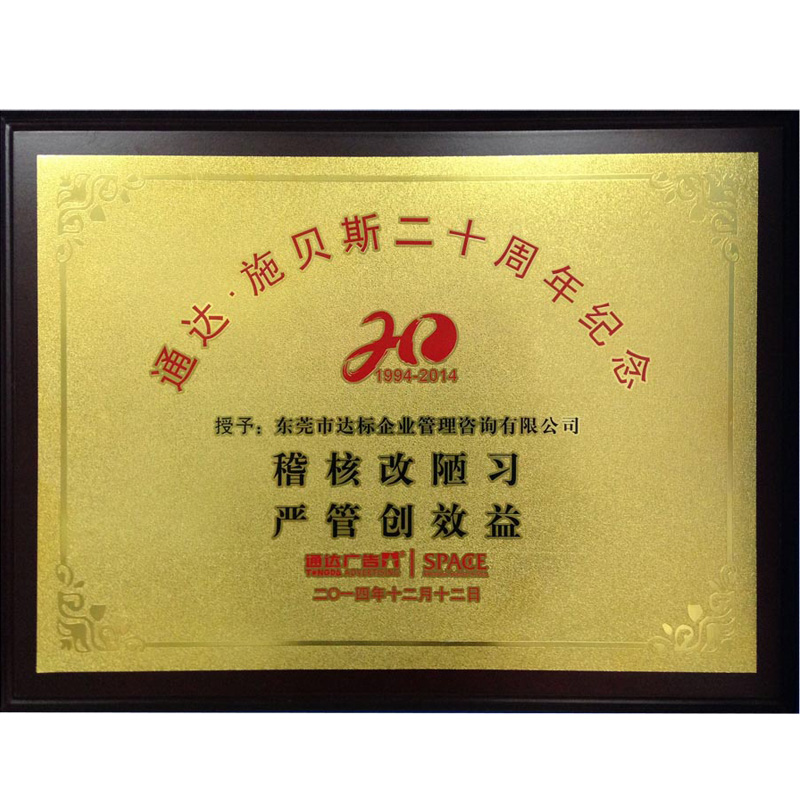 通达·施贝斯二十周年纪念
20
1994-2014
授予：东莞市达标企业管理咨询有限公司
稽核改陋习
严管创效益
通达广告® | SPACE
TONGDA ADVERTISING
二〇一四年十二月十二日